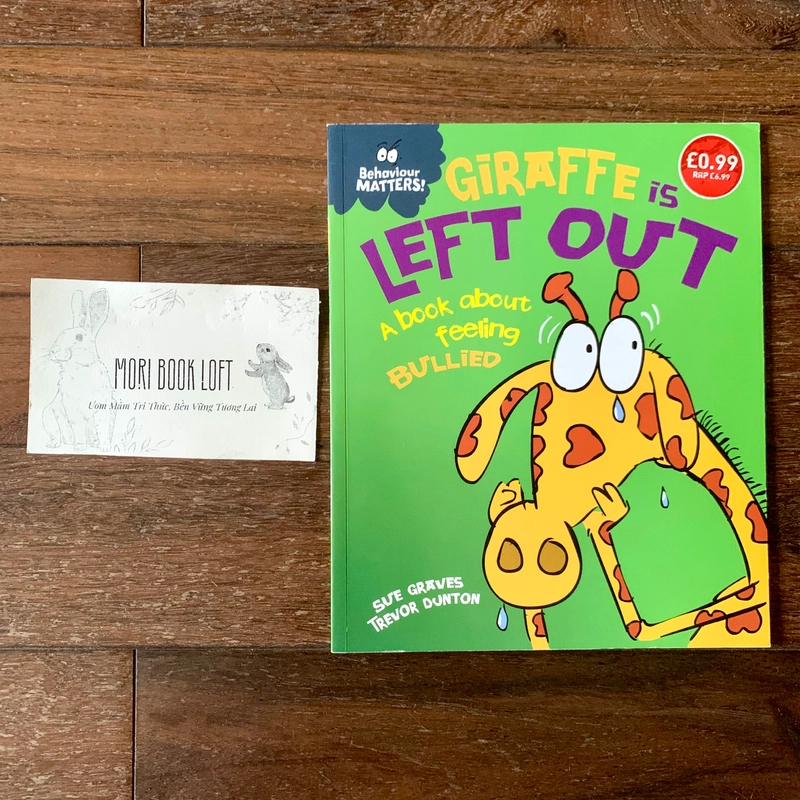 MORI BOOK LOFT
Ươm Mầm Tri Thức, Bền Vững Tương Lai
Behaviour
MATTERS!
GIRAFFE is
LEFT OUT
A book about
feeling
BULLIED
£0.99
RRP £6.99
SUE GRAVES
TREVOR DUNTON